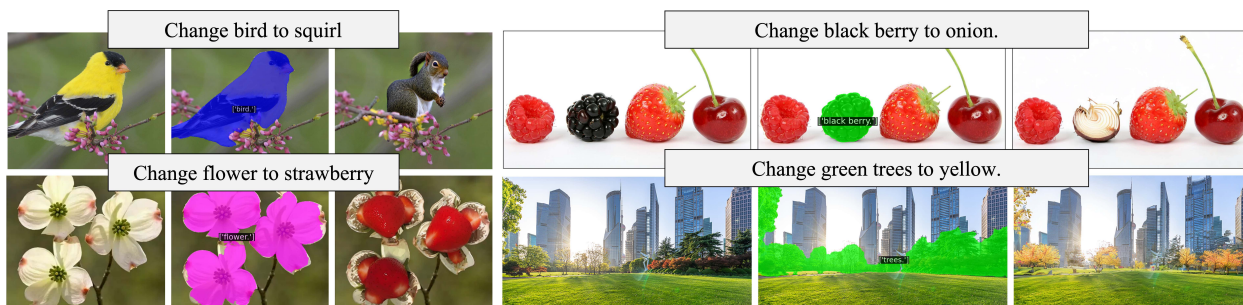 Change bird to squirl
['bird.']
Change black berry to onion.
['black berry.']
Change flower to strawberry
['flower.']
Change green trees to yellow.
['trees.']